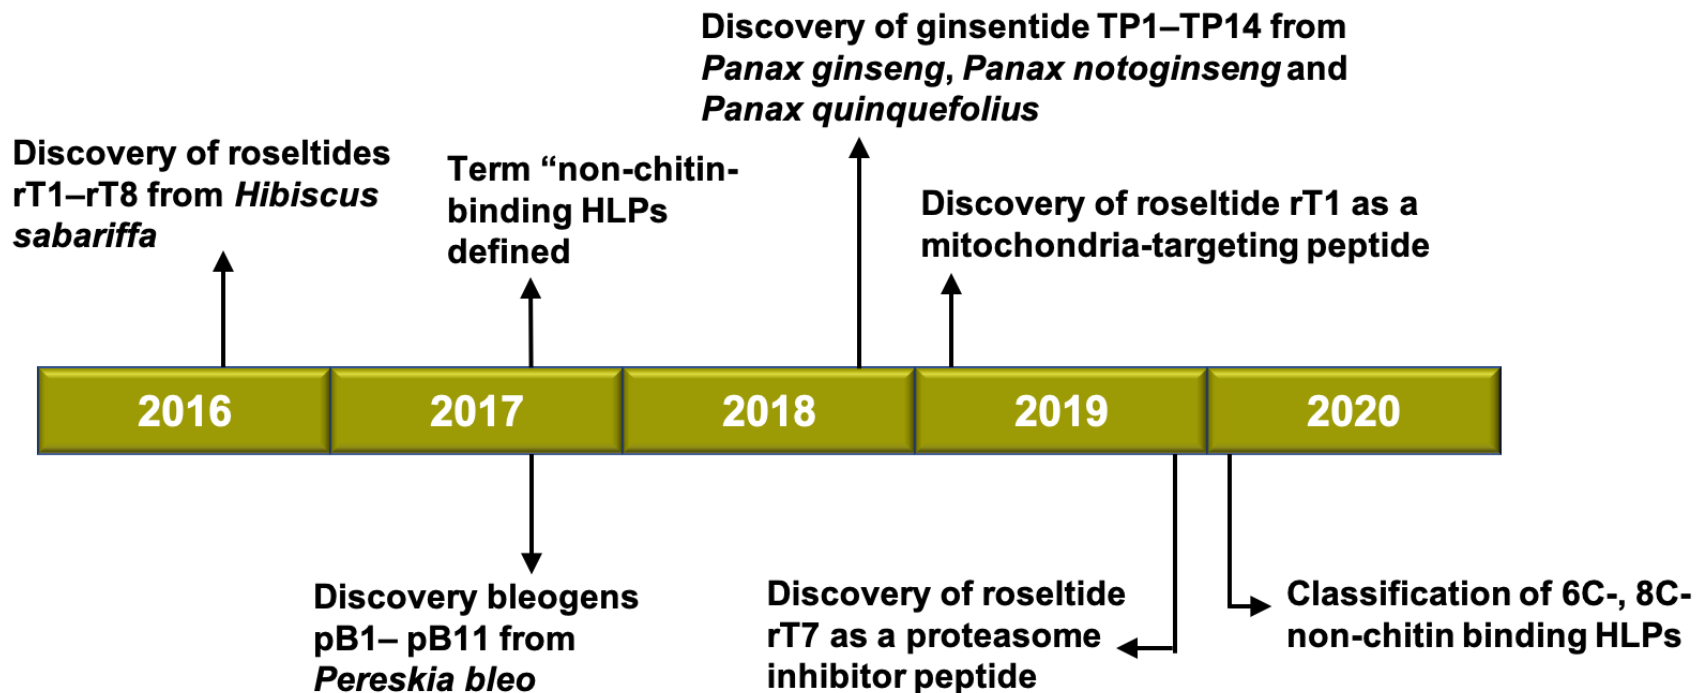 Discovery of ginsentide TP1–TP14 from
Panax ginseng, Panax notoginseng and
Panax quinquefolius
Discovery of roseltides
rT1–rT8 from Hibiscus
sabariffa
Term “non-chitin-
binding HLPs
defined
Discovery of roseltide rT1 as a
mitochondria-targeting peptide
2016
2017
2018
2019
2020
Discovery bleogens
pB1– pB11 from
Pereskia bleo
Discovery of roseltide
rT7 as a proteasome
inhibitor peptide
Classification of 6C-, 8C-
non-chitin binding HLPs